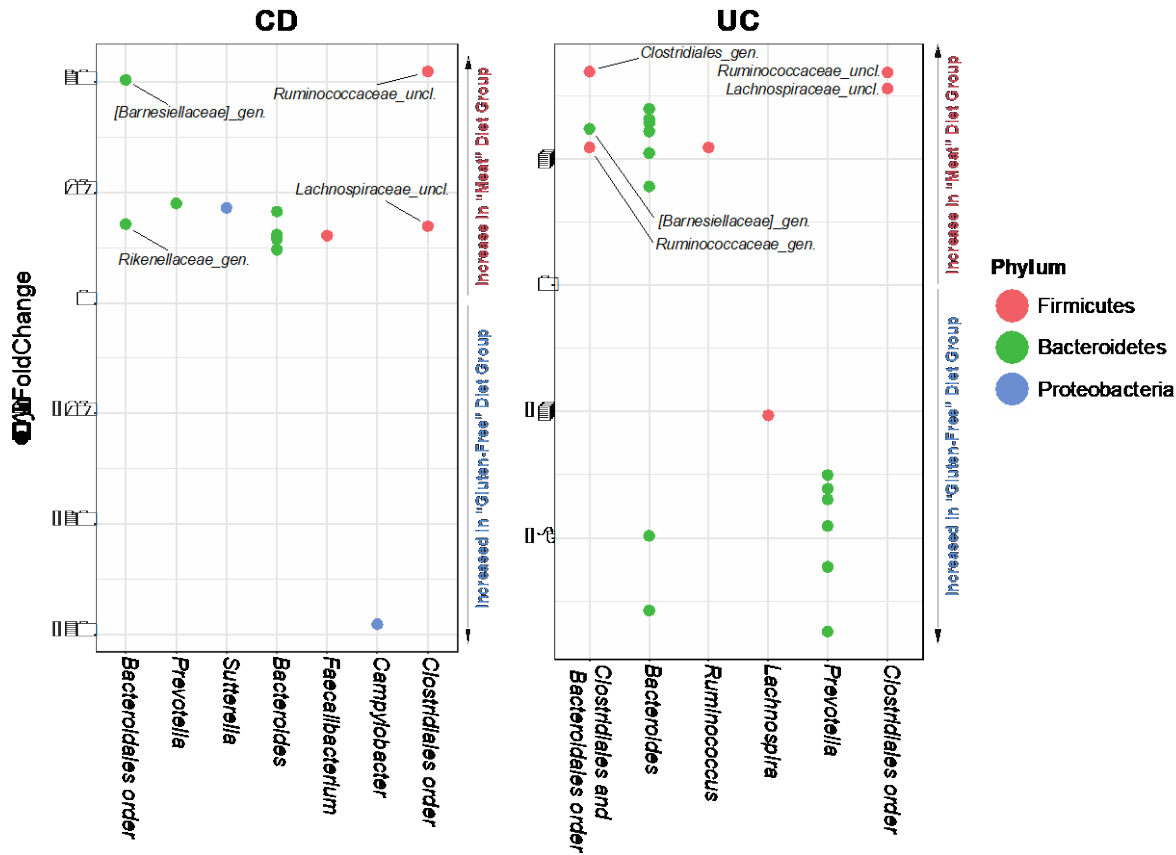 CD
UC
[Barnesiellaceae]_gen.
Ruminococcaceae_uncl.
Lachnospiraceae_uncl.
Rikenellaceae_gen.
Clostridiales_gen.
Ruminococcaceae_uncl.
Lachnospiraceae_uncl.
[Barnesiellaceae]_gen.
Ruminococcaceae_gen.
FoldChange
Increase in "Meat" Diet Group
Increased in "Gluten-Free" Diet Group
Increase in "Meat" Diet Group
Increased in "Gluten-Free" Diet Group
Bacteroidales order
Prevotella
Sutterella
Bacteroides
Faecalibacterium
Campylobacter
Clostridiales order
Clostridiales and
Bacteroidales order
Bacteroides
Ruminococcus
Lachnospira
Prevotella
Clostridiales order
Phylum
Firmicutes
Bacteroidetes
Proteobacteria